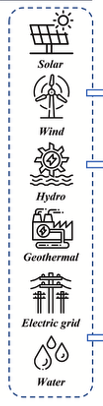 Solar
Wind
Hydro
Geothermal
Electric grid
Water